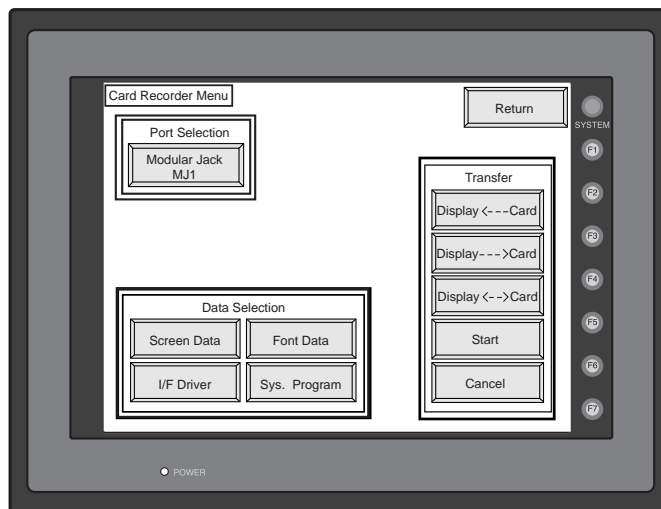 Card Recorder Menu
Return
SYSTEM
Port Selection
Modular Jack
MJ1
F1
F2
F3
F4
F5
F6
F7
Transfer
Display <---Card
Display--->Card
Display <-->Card
Start
Cancel
Data Selection
Screen Data
Font Data
I/F Driver
Sys. Program
POWER